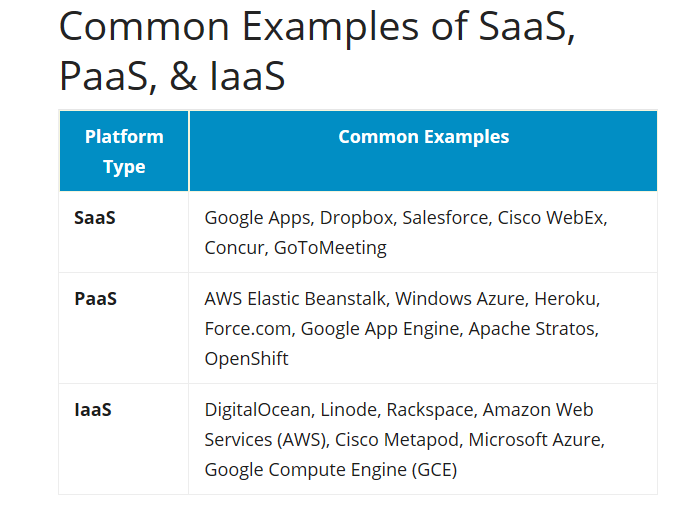 Common Examples of SaaS,
PaaS, & IaaS
Platform
Type
Common Examples
SaaS
Google Apps, Dropbox, Salesforce, Cisco WebEx,
Concur, GoToMeeting
PaaS
AWS Elastic Beanstalk, Windows Azure, Heroku,
Force.com, Google App Engine, Apache Stratos,
OpenShift
IaaS
DigitalOcean, Linode, Rackspace, Amazon Web
Services (AWS), Cisco Metapod, Microsoft Azure,
Google Compute Engine (GCE)